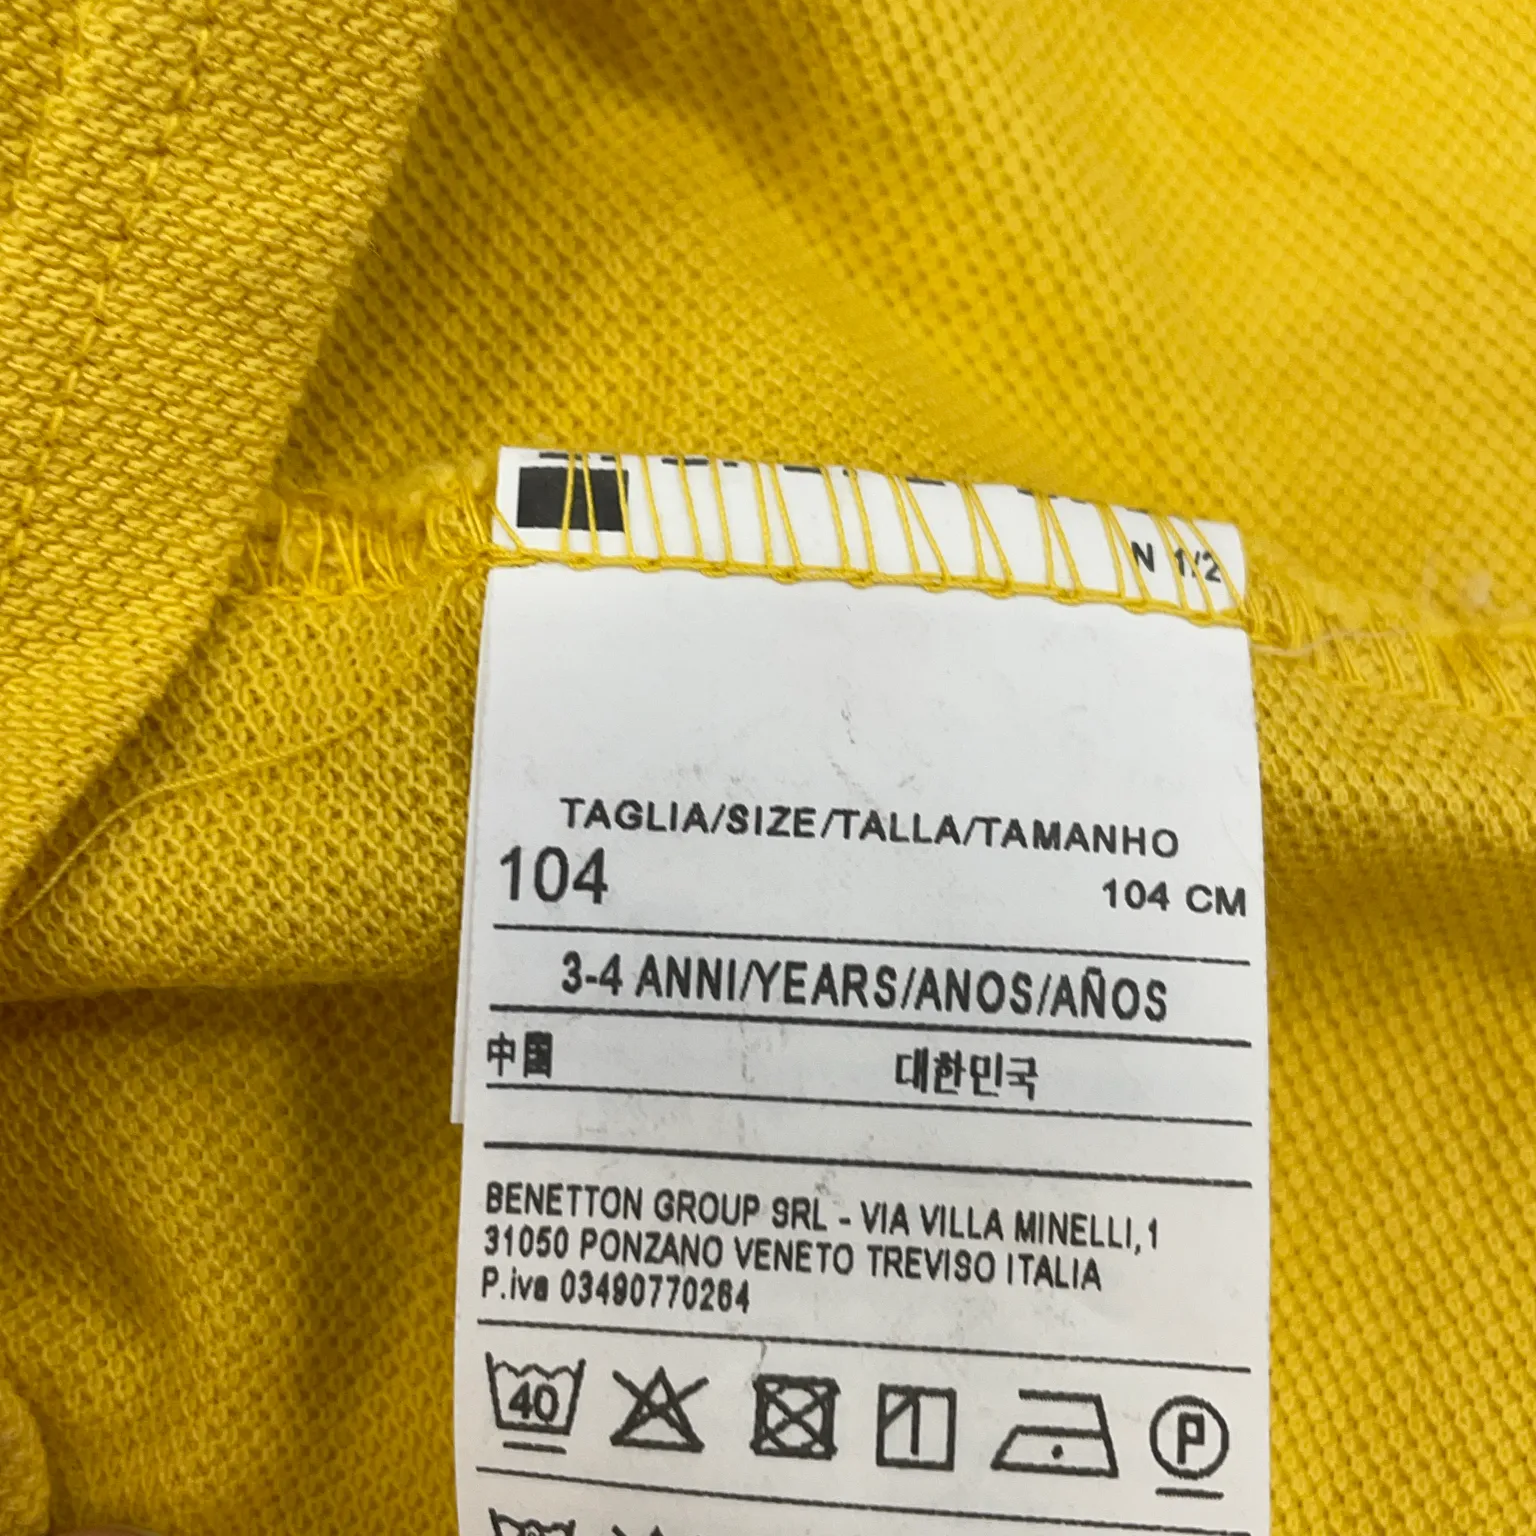 N 1/2
TAGLIA/SIZE/TALLA/TAMANHO
104 104 CM
3-4 ANNI/YEARS/ANOS/AÑOS
中国 대한민국
BENETTON GROUP SRL - VIA VILLA MINELLI, 1
31050 PONZANO VENETO TREVISO ITALIA
P.iva 03490770264
40
P